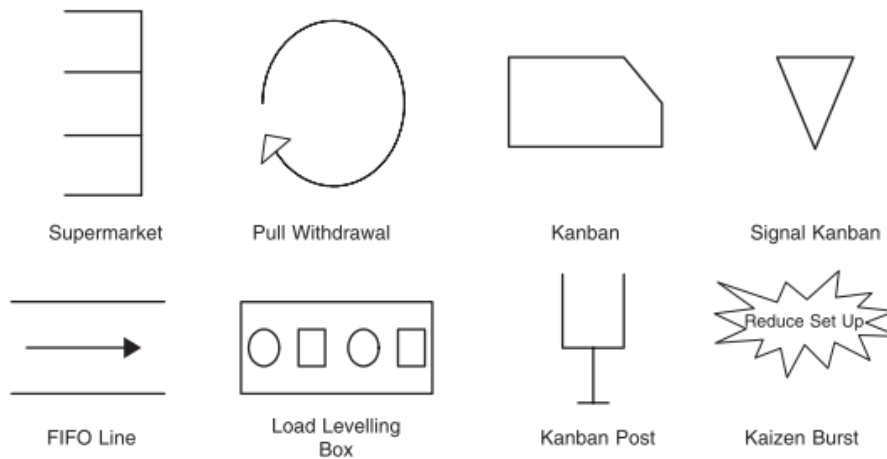 Supermarket
Pull Withdrawal
Kanban
Signal Kanban
Reduce Set Up
FIFO Line
Load Levelling
Box
Kanban Post
Kaizen Burst